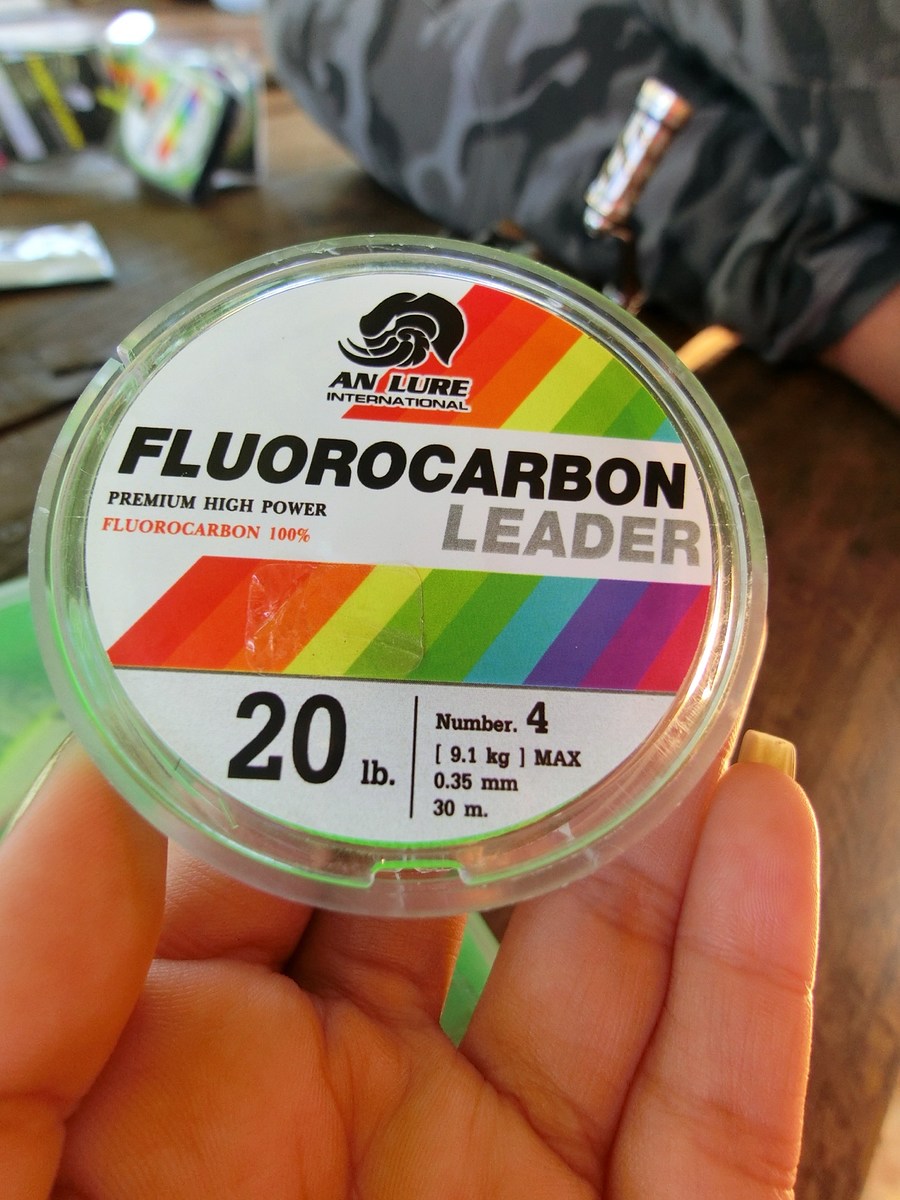 AN LURE
INTERNATIONAL
FLUOROCARBON
PREMIUM HIGH POWER
LEADER
FLUOROCARBON 100%
20 lb.
Number. 4
[ 9.1 kg ] MAX
0.35 mm
30 m.